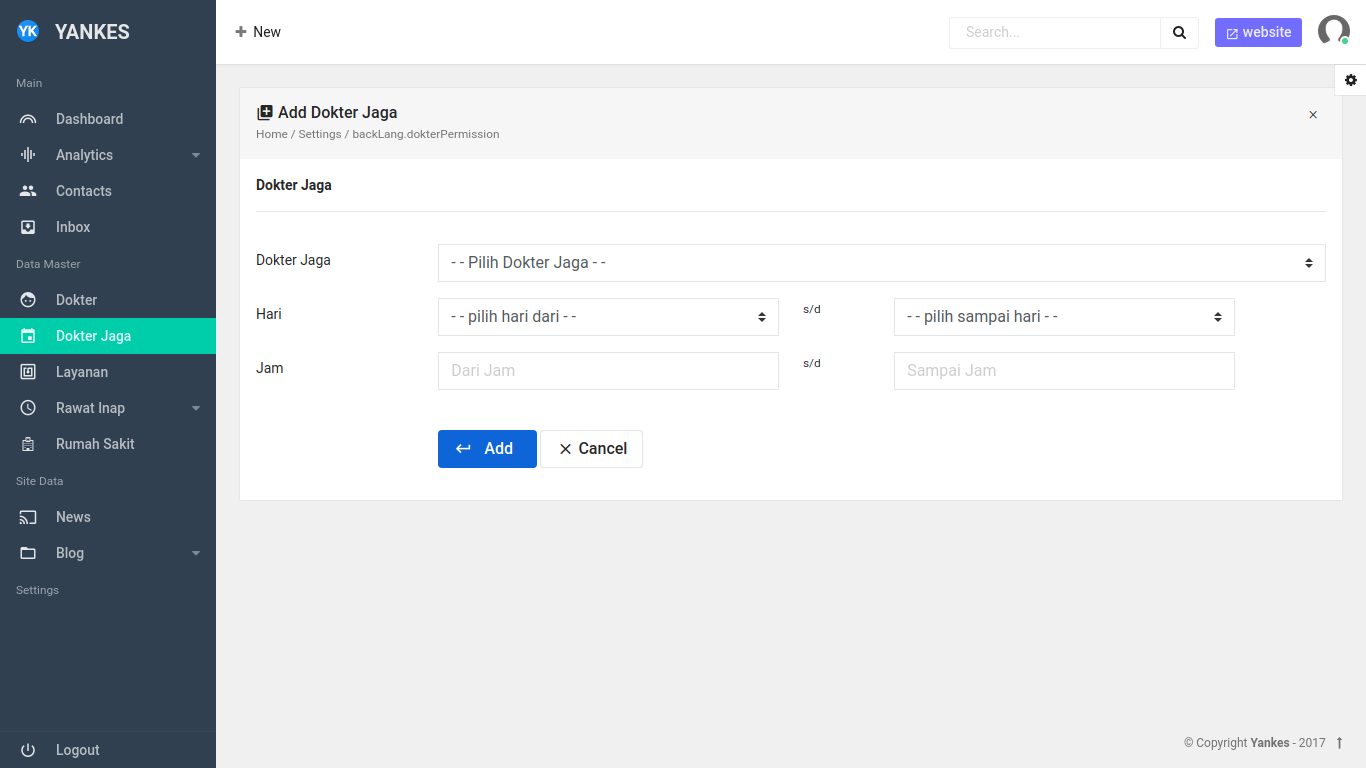 YK YANKES
New
Search...
website
Main
Dashboard
Analytics
Contacts
Inbox
Data Master
Dokter
Dokter Jaga
Layanan
Rawat Inap
Rumah Sakit
Site Data
News
Blog
Settings
Logout
Add Dokter Jaga
×
Home / Settings / backLang.dokterPermission
Dokter Jaga
Dokter Jaga
- - Pilih Dokter Jaga - -
Hari
- - pilih hari dari - -
s/d
- - pilih sampai hari - -
Jam
Dari Jam
s/d
Sampai Jam
Add
Cancel
© Copyright Yankes - 2017